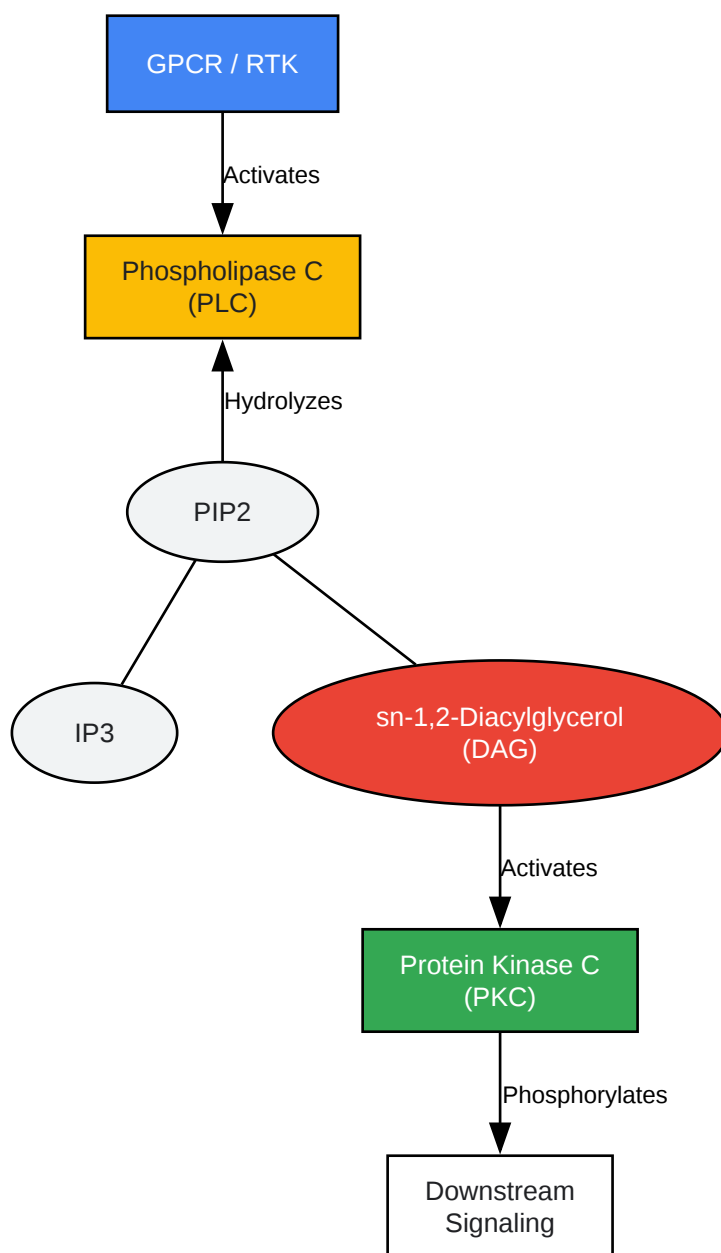 GPCR / RTK
Activates
Phospholipase C
(PLC)
Hydrolyzes
PIP2
IP3
sn-1,2-Diacylglycerol
(DAG)
Activates
Protein Kinase C
(PKC)
Phosphorylates
Downstream
Signaling